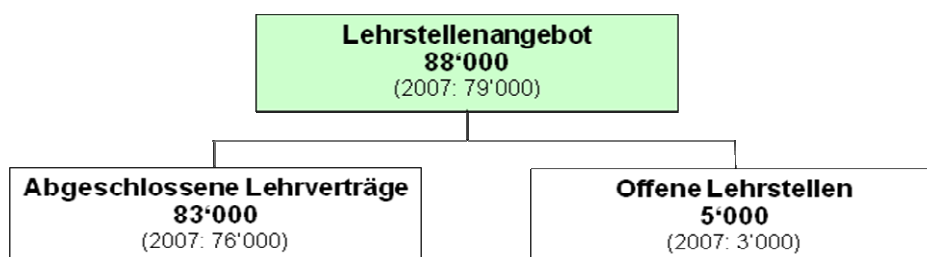 Lehrstellenangebot
88‘000
(2007: 79'000)
Abgeschlossene Lehrverträge
83‘000
(2007: 76'000)
Offene Lehrstellen
5‘000
(2007: 3'000)